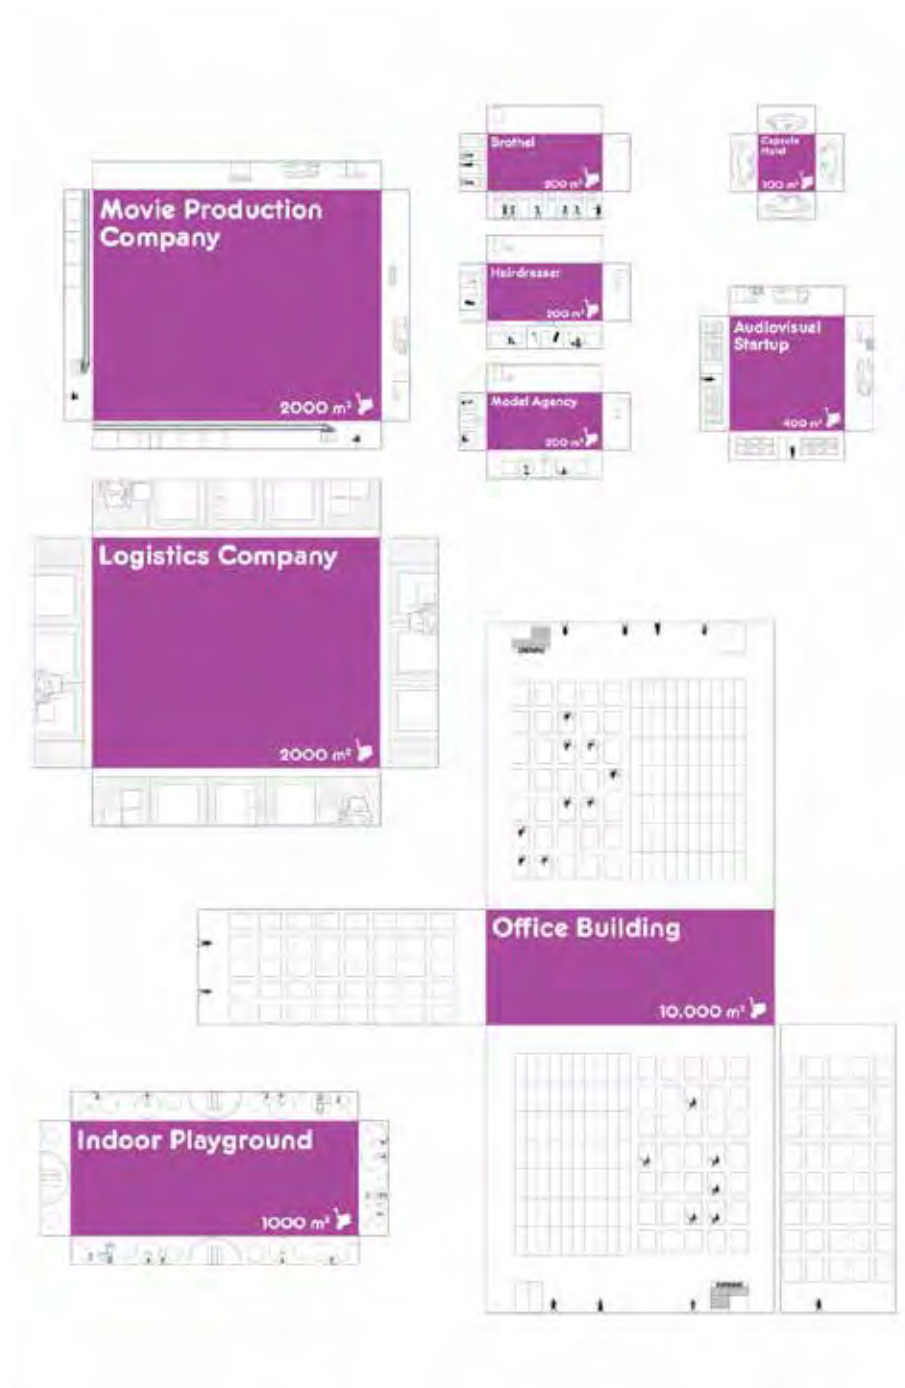 Movie Production
Company
2000 m²
Brothel
200 m²
Hairdresser
200 m²
Model Agency
200 m²
Capsule
Hotel
100 m²
Audiovisual
Startup
400 m²
Logistics Company
2000 m²
Office Building
10.000 m²
Indoor Playground
1000 m²